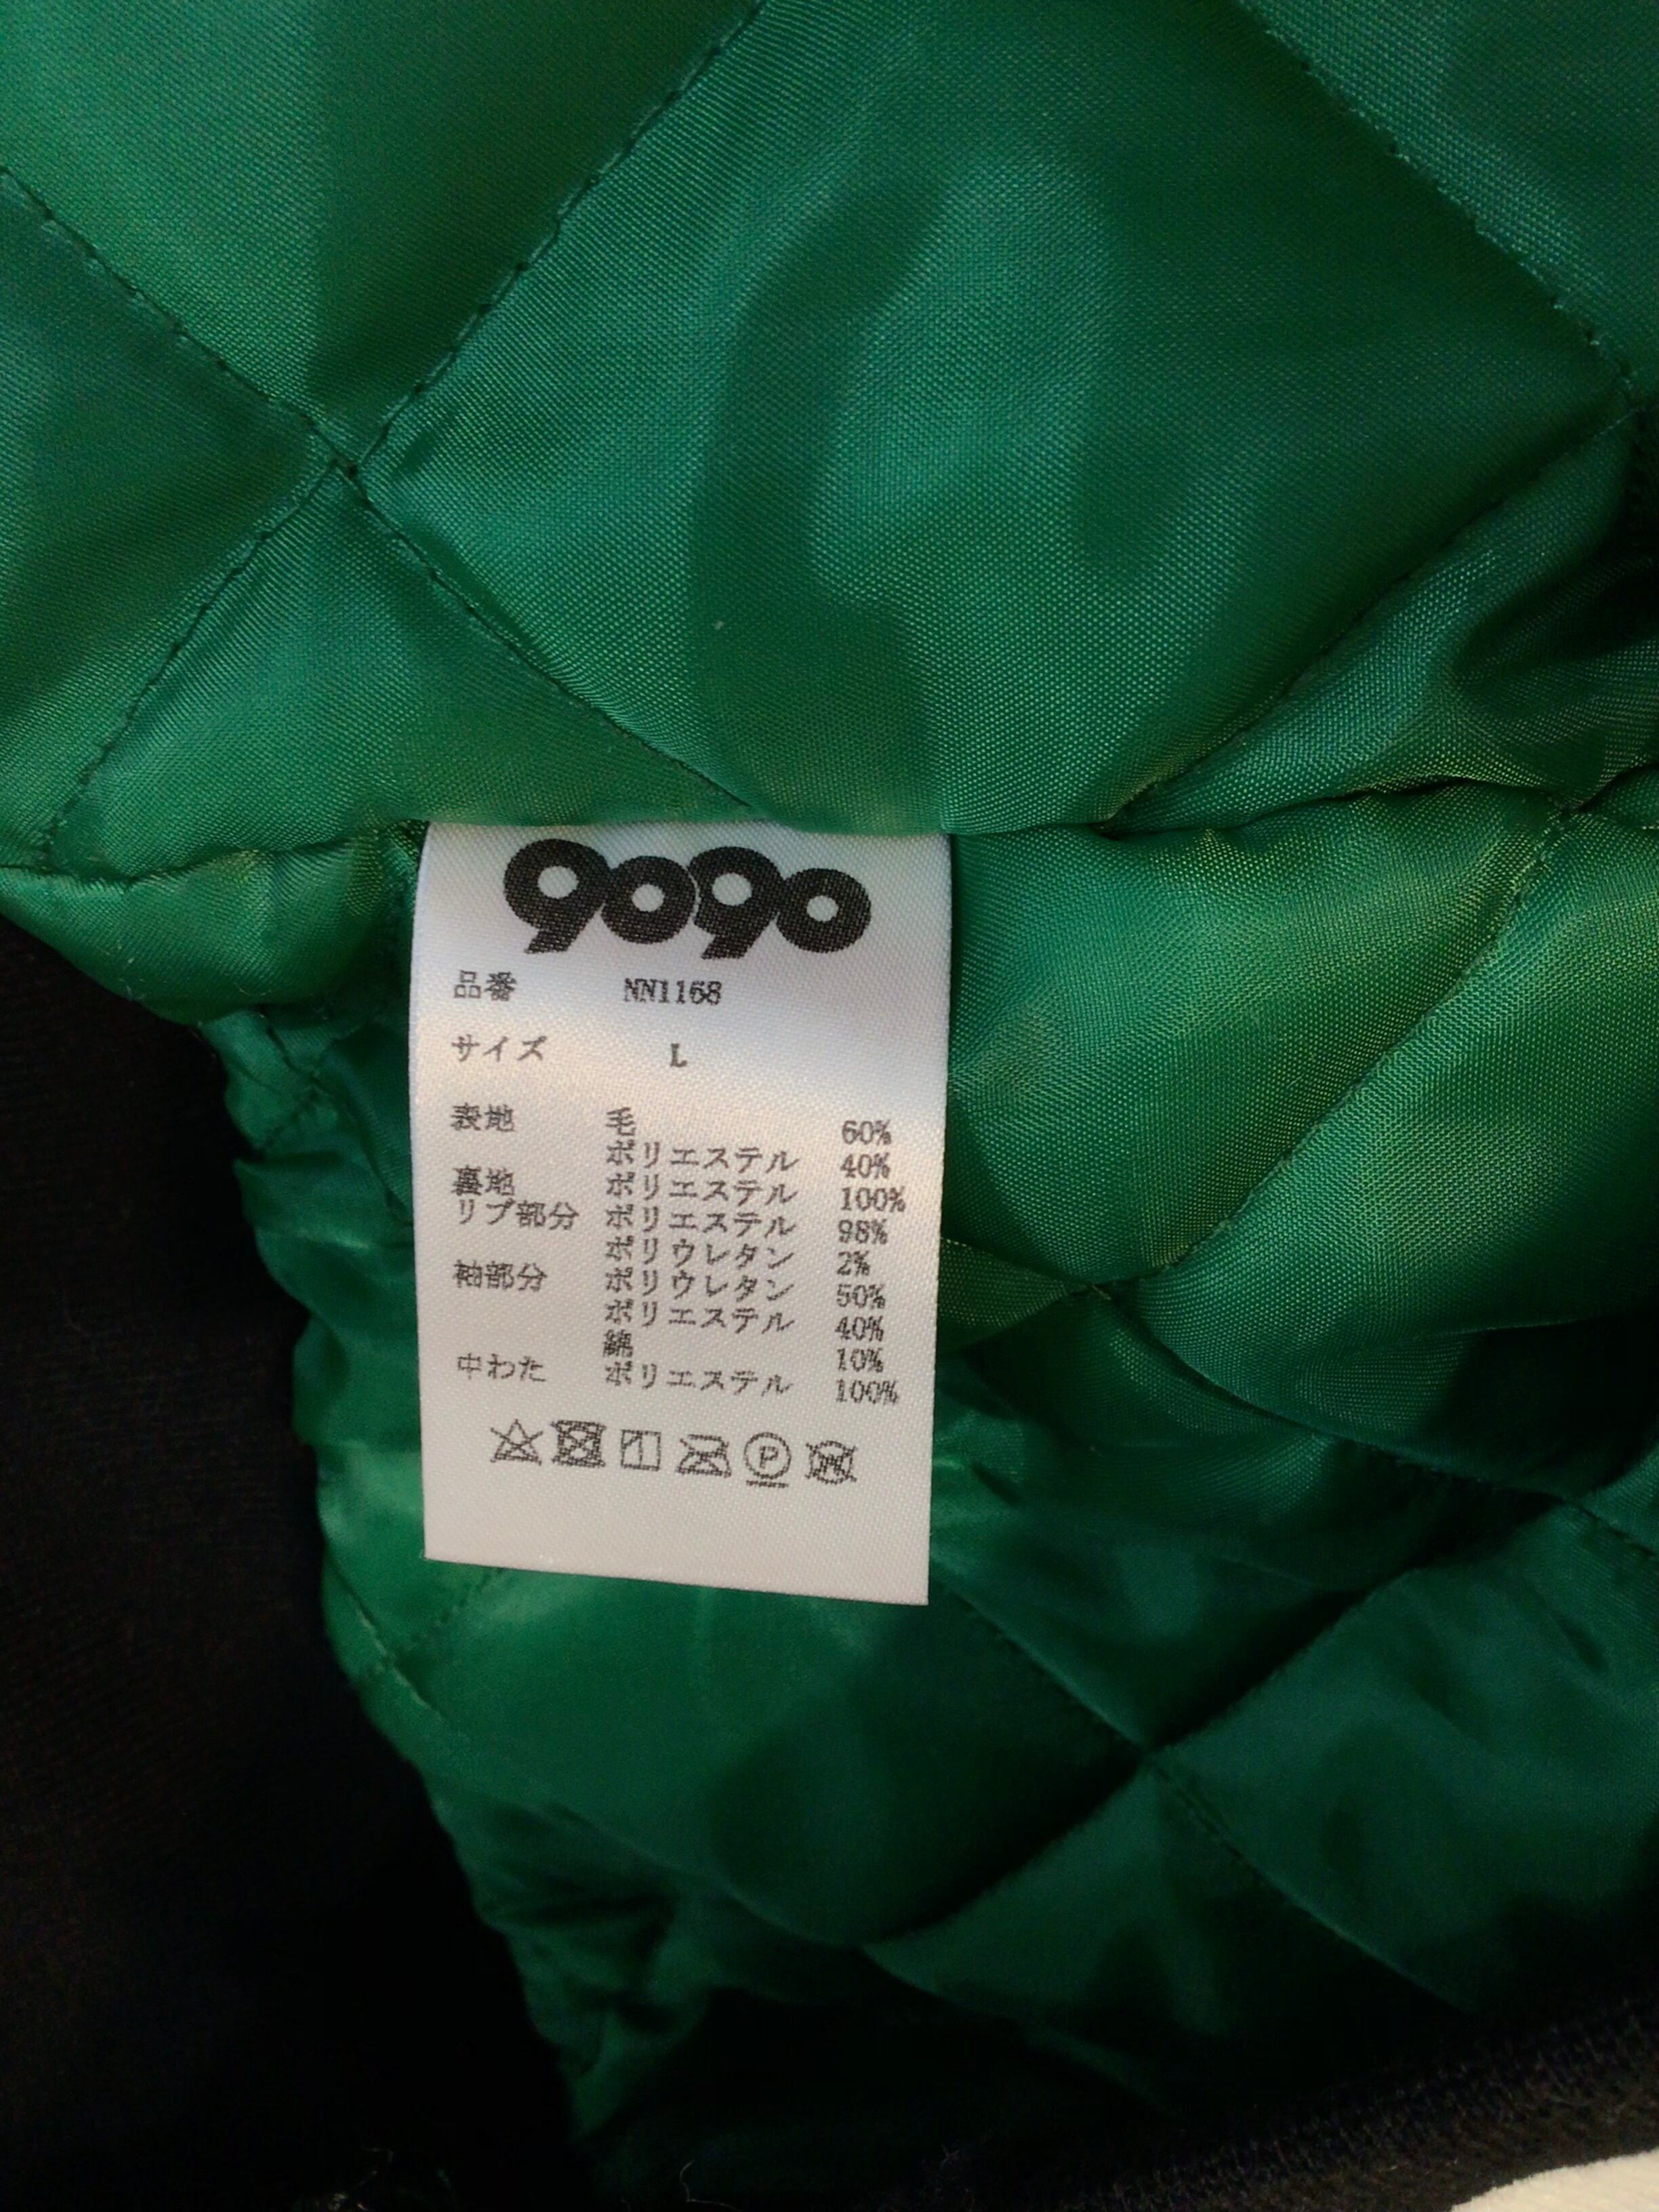 9090
品番 NN1168
サイズ L
表地 毛 60%
ポリエステル 40%
裏地 ポリエステル 100%
リブ部分 ポリエステル 98%
ポリウレタン 2%
袖部分 ポリウレタン 50%
ポリエステル 40%
綿 10%
中わた ポリエステル 100%
P